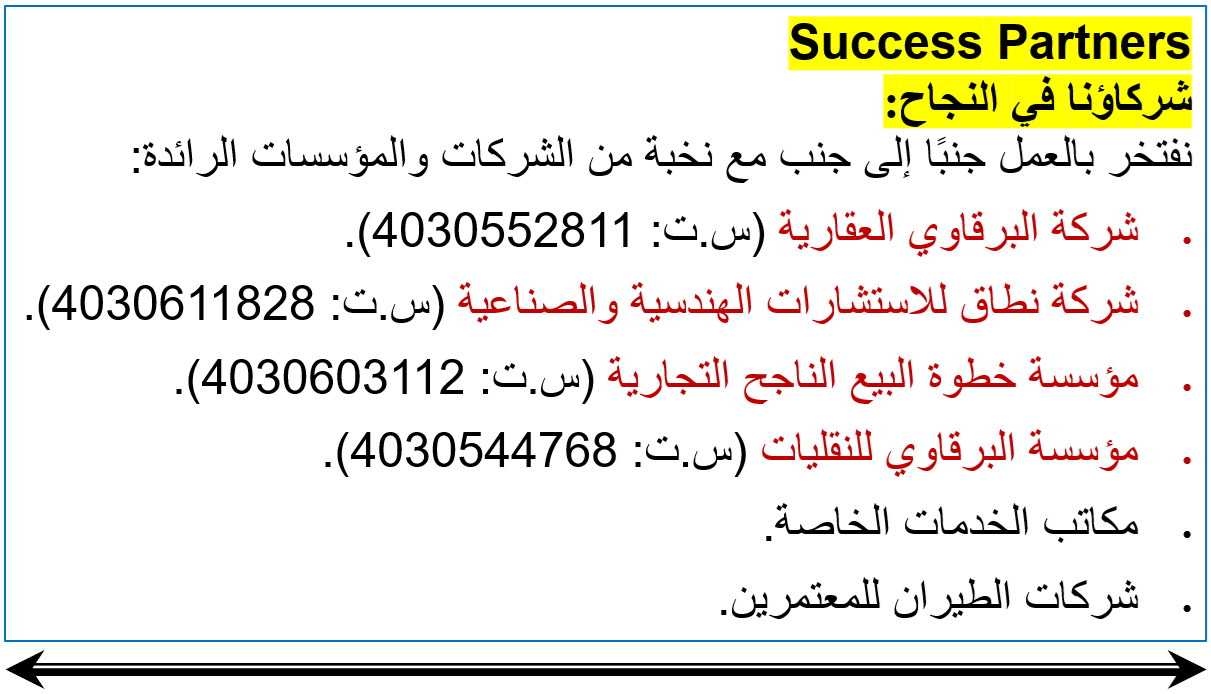 Success Partners
شركاؤنا في النجاح:
نفتخر بالعمل جنبًا إلى جنب مع نخبة من الشركات والمؤسسات الرائدة:
• شركة البرقاوي العقارية (س.ت: 4030552811).
• شركة نطاق للاستشارات الهندسية والصناعية (س.ت: 4030611828).
• مؤسسة خطوة البيع الناجح التجارية (س.ت: 4030603112).
• مؤسسة البرقاوي للنقليات (س.ت: 4030544768).
• مكاتب الخدمات الخاصة.
• شركات الطيران للمعتمرين.